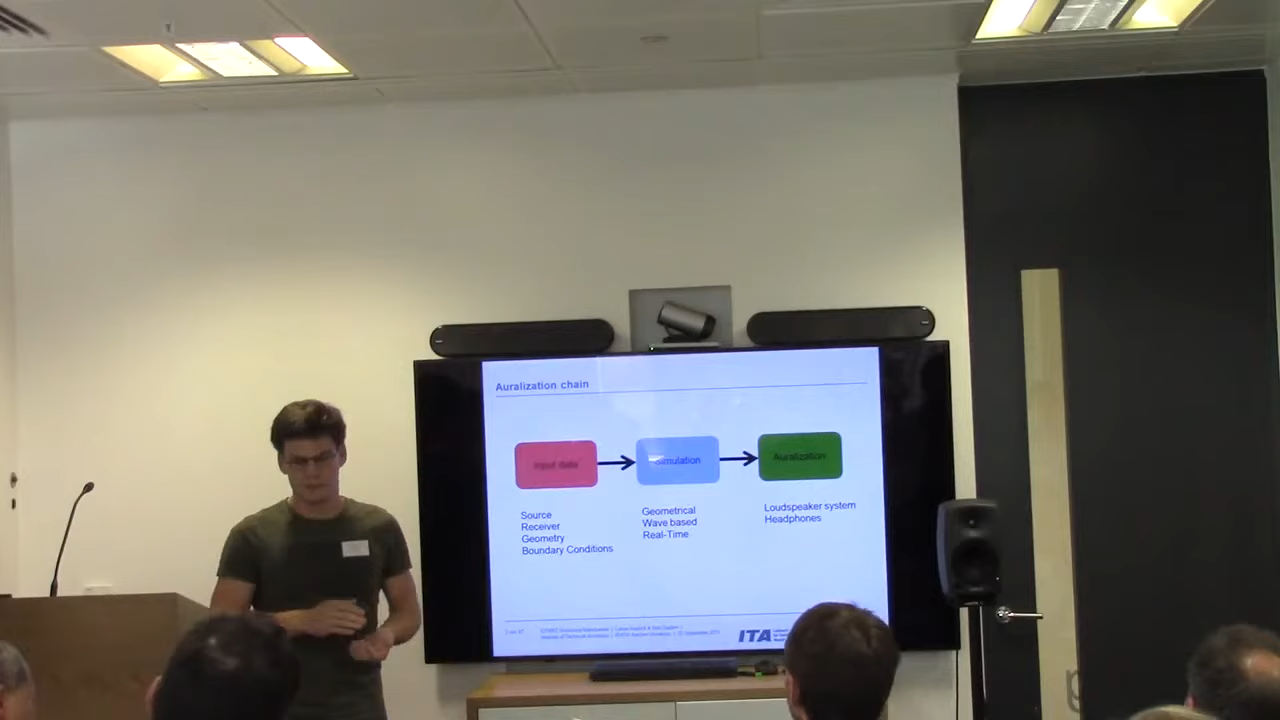 Auralization chain
Input data
Simulation
Auralization
Source
Receiver
Geometry
Boundary Conditions
Geometrical
Wave based
Real-Time
Loudspeaker system
Headphones
ITA